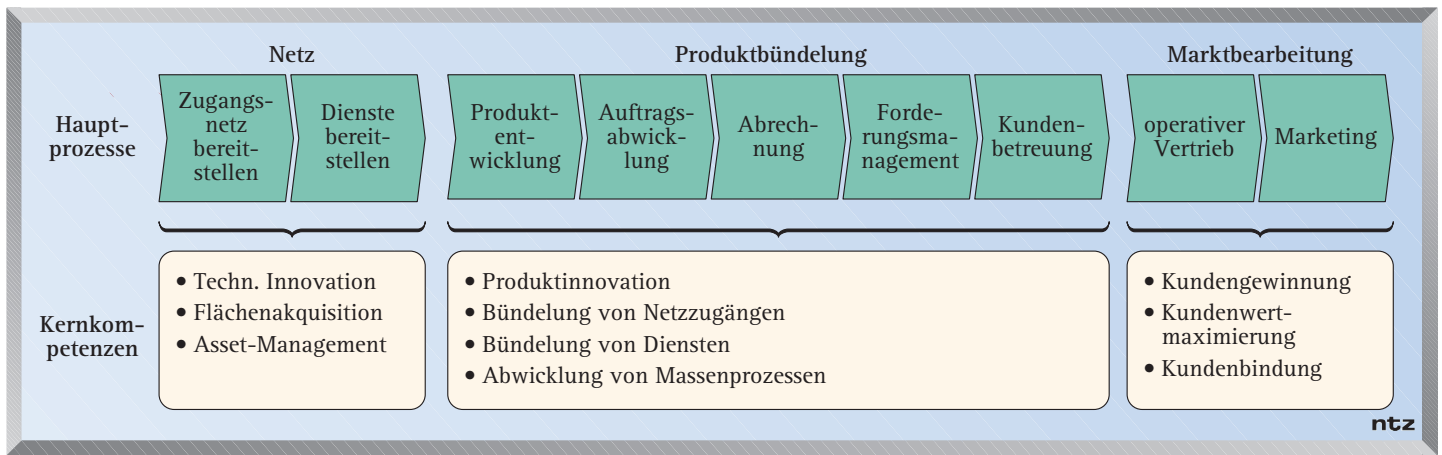 Netz
Produktbündelung
Marktbearbeitung
Haupt-
prozesse
Zugangs-
netz
bereit-
stellen
Dienste
bereit-
stellen
Produkt-
ent-
wicklung
Auftrags-
abwick-
lung
Abrech-
nung
Forde-
rungsma-
nagement
Kunden-
betreuung
operativer
Vertrieb
Marketing
Kernkom-
petenzen
• Techn. Innovation
• Flächenakquisition
• Asset-Management
• Produktinnovation
• Bündelung von Netzzugängen
• Bündelung von Diensten
• Abwicklung von Massenprozessen
• Kundengewinnung
• Kundenwert-
maximierung
• Kundenbindung
ntz